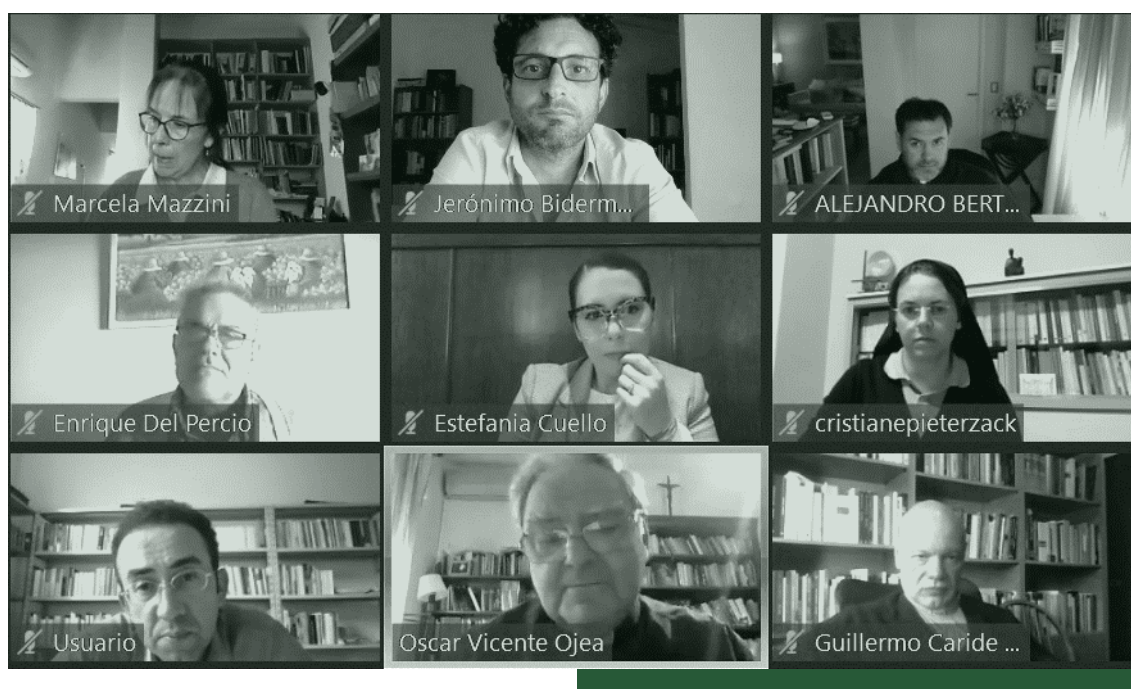 Marcela Mazzini
Jerónimo Biderm...
ALEJANDRO BERT...
Enrique Del Percio
Estefania Cuello
cristianepieterzack
Usuario
Oscar Vicente Ojea
Guillermo Caride ...